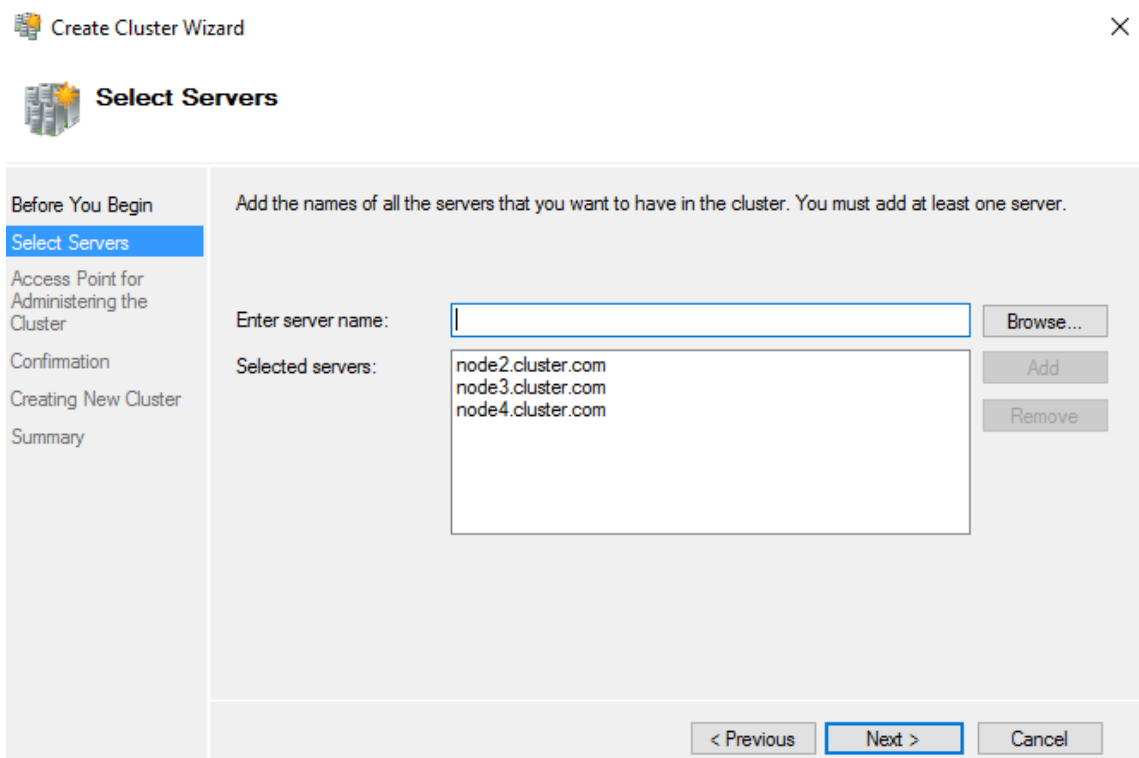 Create Cluster Wizard
Select Servers
Before You Begin
Select Servers
Access Point for
Administering the
Cluster
Confirmation
Creating New Cluster
Summary
Add the names of all the servers that you want to have in the cluster. You must add at least one server.
Enter server name:
Browse...
Selected servers:
node2.cluster.com
node3.cluster.com
node4.cluster.com
Add
Remove
< Previous
Next >
Cancel